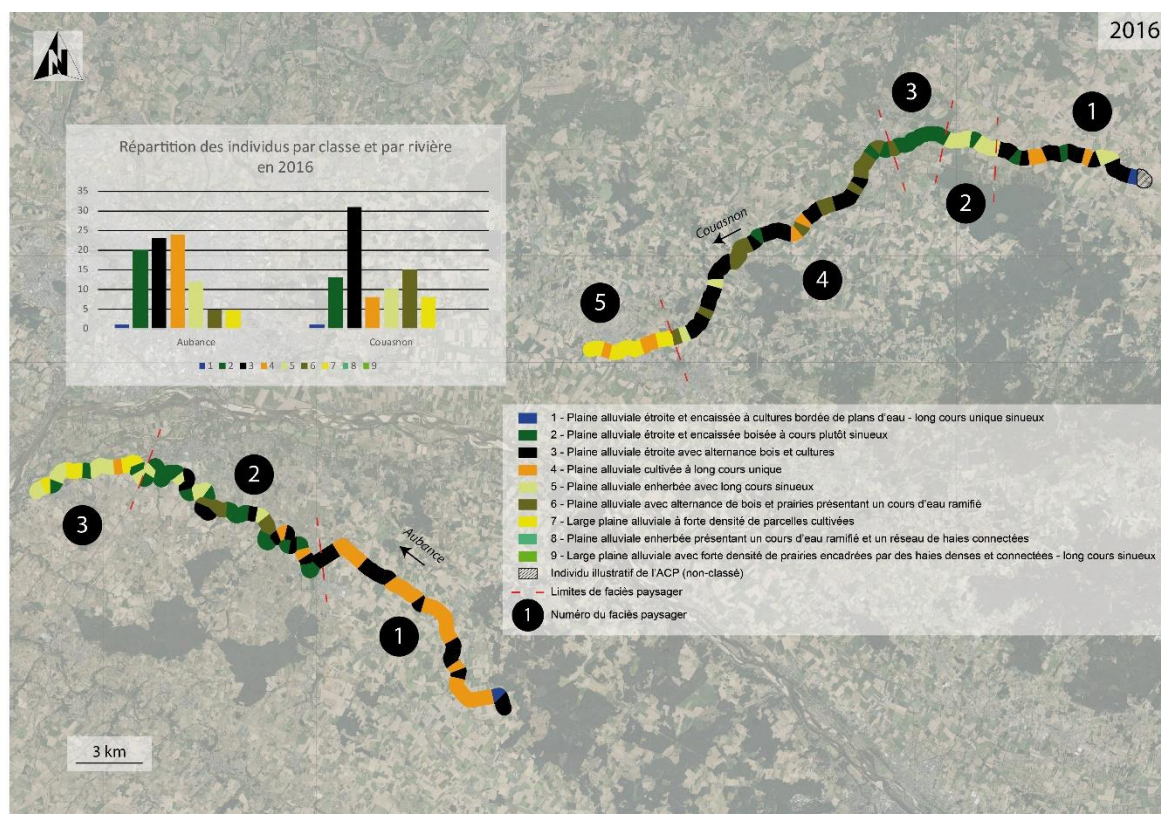 2016
N
Répartition des individus par classe et par rivière
en 2016
35
30
25
20
15
10
5
0
Aubance
Couasnon
1 2 3 4 5 6 7 8 9
3
1
2
Couasnon
4
5
1 - Plaine alluviale étroite et encaissée à cultures bordée de plans d'eau - long cours unique sinueux
2 - Plaine alluviale étroite et encaissée boisée à cours plutôt sinueux
3 - Plaine alluviale étroite avec alternance bois et cultures
4 - Plaine alluviale cultivée à long cours unique
5 - Plaine alluviale enherbée avec long cours sinueux
6 - Plaine alluviale avec alternance de bois et prairies présentant un cours d'eau ramifié
7 - Large plaine alluviale à forte densité de parcelles cultivées
8 - Plaine alluviale enherbée présentant un cours d'eau ramifié et un réseau de haies connectées
9 - Large plaine alluviale avec forte densité de prairies encadrées par des haies denses et connectées - long cours sinueux
Individu illustratif de l'ACP (non-classé)
Limites de faciès paysager
1 Numéro du faciès paysager
2
3
Aubance
1
3 km